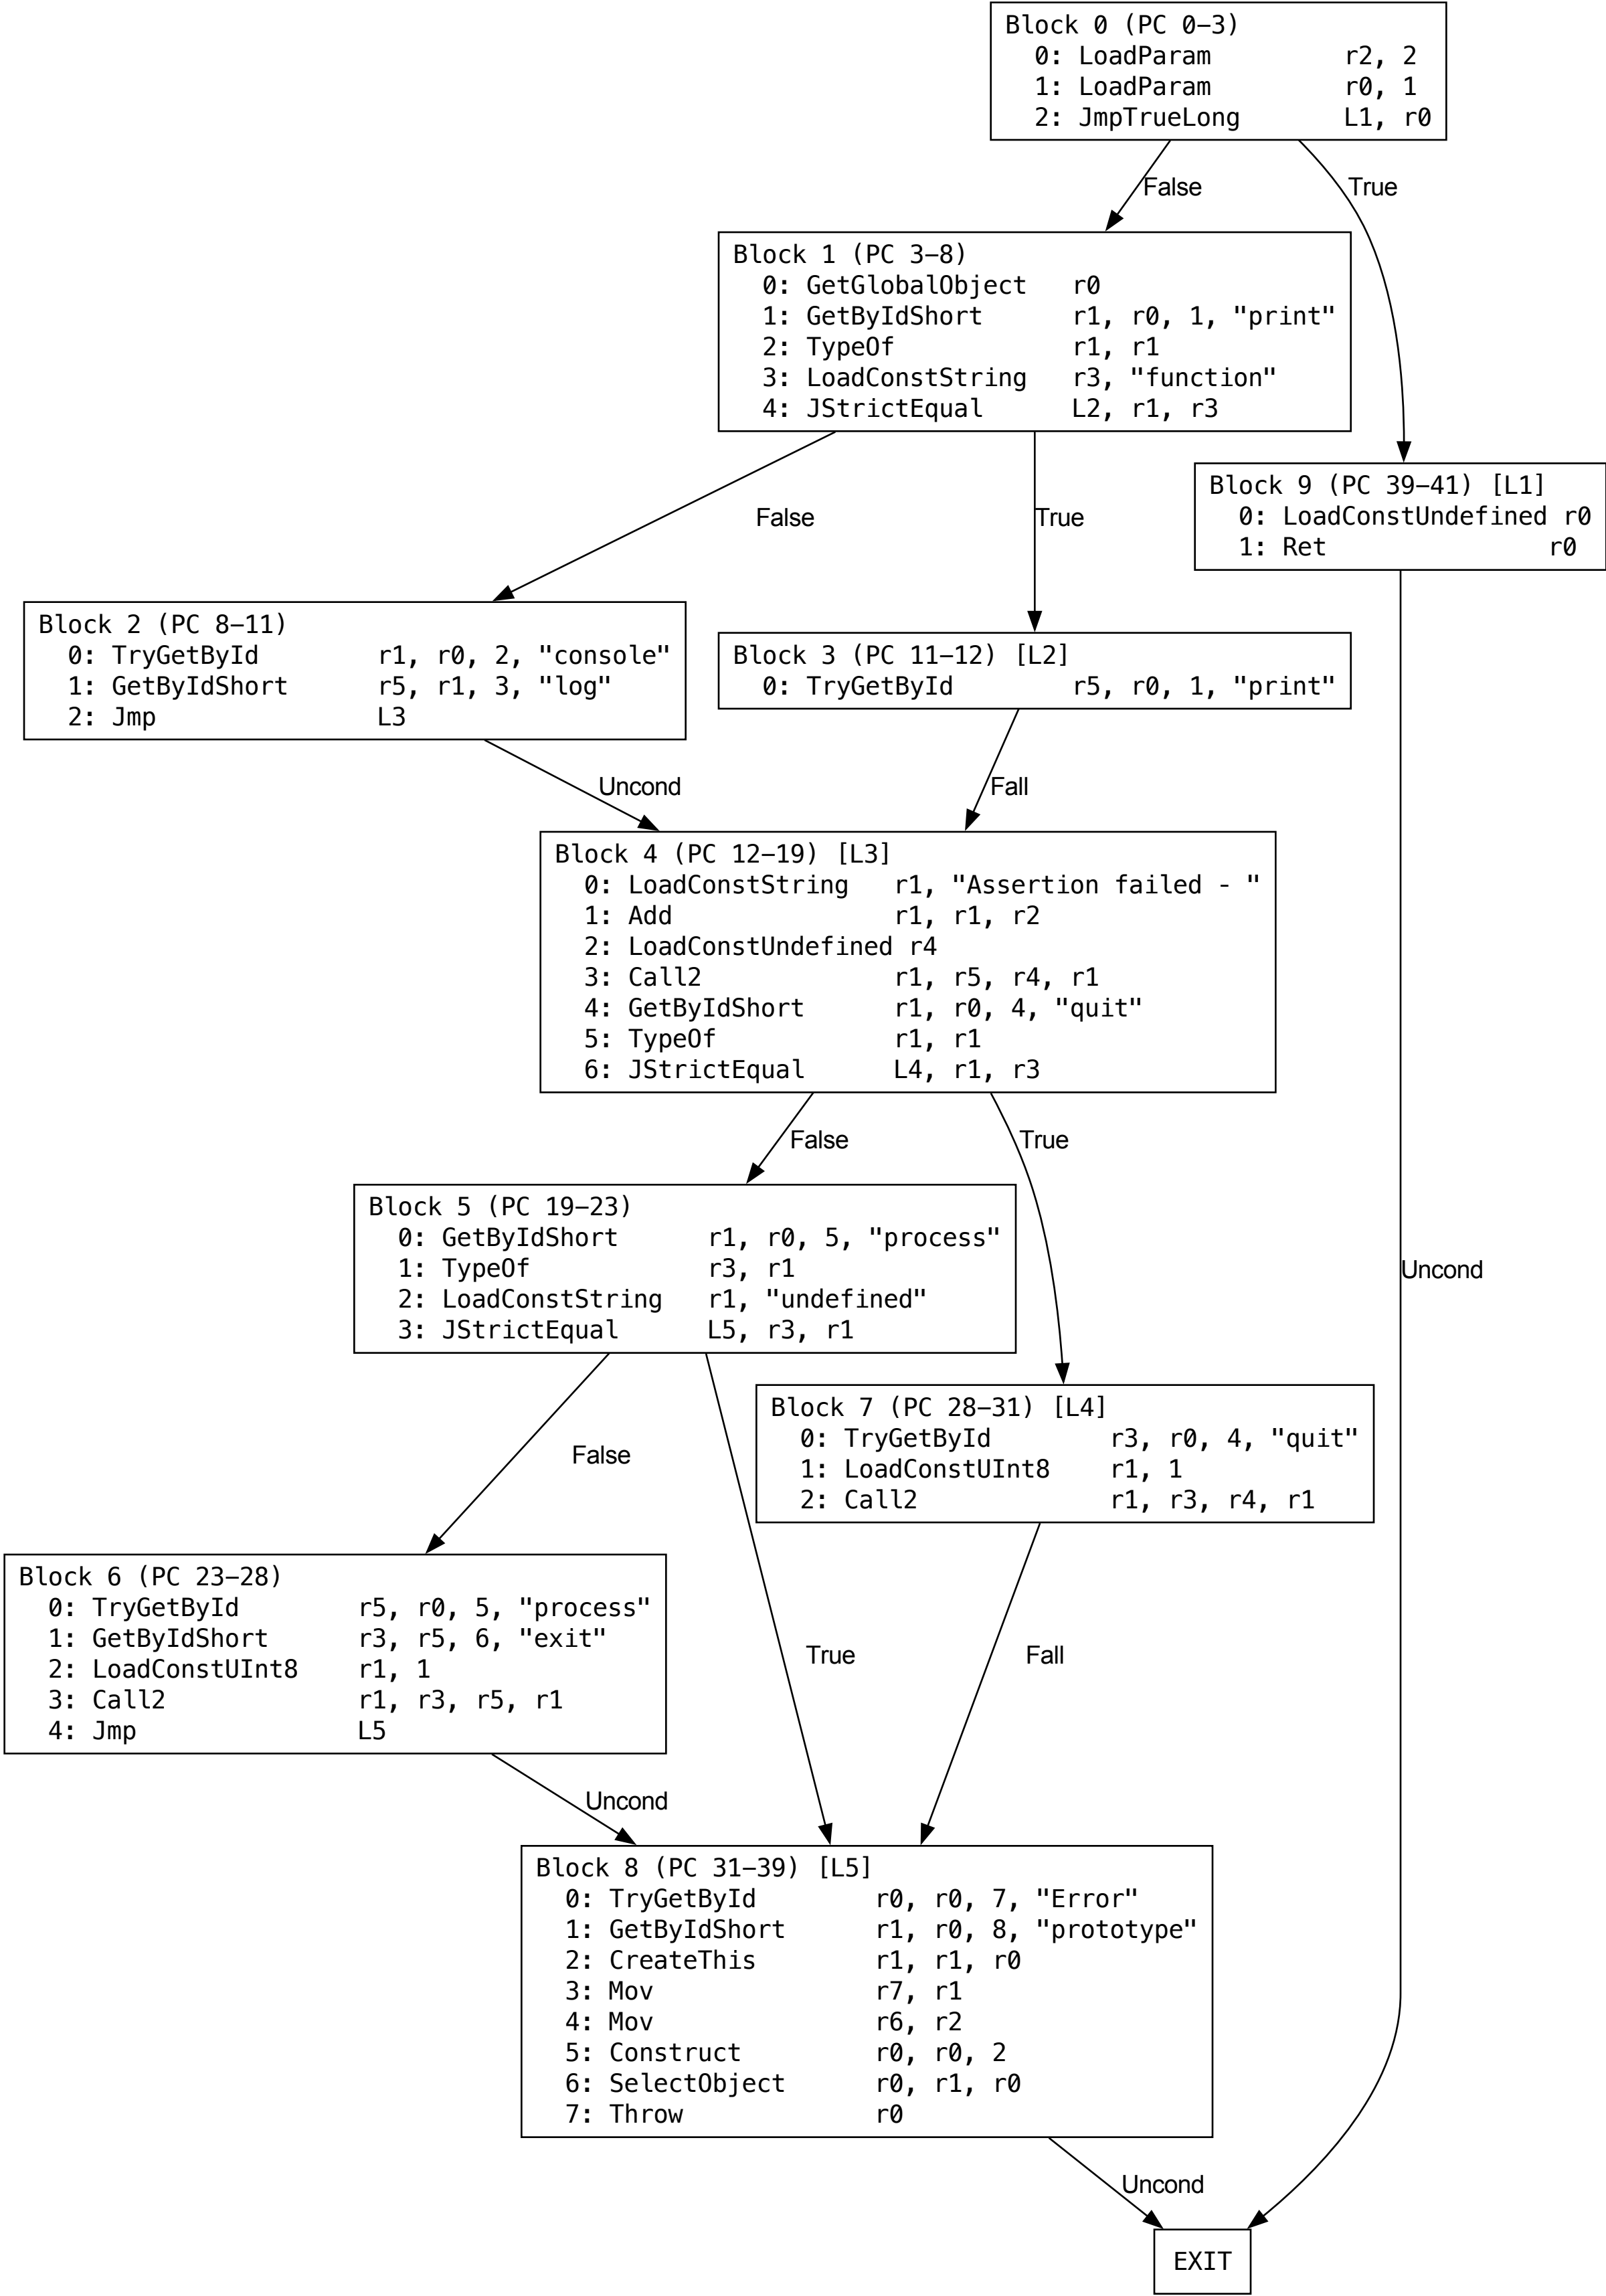 Block 0 (PC 0–3)
0: LoadParam r2, 2
1: LoadParam r0, 1
2: JmpTrueLong L1, r0
False
True
Block 1 (PC 3–8)
0: GetGlobalObject r0
1: GetByIdShort r1, r0, 1, "print"
2: TypeOf r1, r1
3: LoadConstString r3, "function"
4: JStrictEqual L2, r1, r3
False
True
Block 9 (PC 39–41) [L1]
0: LoadConstUndefined r0
1: Ret r0
Block 2 (PC 8–11)
0: TryGetById r1, r0, 2, "console"
1: GetByIdShort r5, r1, 3, "log"
2: Jmp L3
Block 3 (PC 11–12) [L2]
0: TryGetById r5, r0, 1, "print"
Uncond
Fall
Block 4 (PC 12–19) [L3]
0: LoadConstString r1, "Assertion failed - "
1: Add r1, r1, r2
2: LoadConstUndefined r4
3: Call2 r1, r5, r4, r1
4: GetByIdShort r1, r0, 4, "quit"
5: TypeOf r1, r1
6: JStrictEqual L4, r1, r3
False
True
Block 5 (PC 19–23)
0: GetByIdShort r1, r0, 5, "process"
1: TypeOf r3, r1
2: LoadConstString r1, "undefined"
3: JStrictEqual L5, r3, r1
Uncond
Block 7 (PC 28–31) [L4]
0: TryGetById r3, r0, 4, "quit"
1: LoadConstUInt8 r1, 1
2: Call2 r1, r3, r4, r1
False
Block 6 (PC 23–28)
0: TryGetById r5, r0, 5, "process"
1: GetByIdShort r3, r5, 6, "exit"
2: LoadConstUInt8 r1, 1
3: Call2 r1, r3, r5, r1
4: Jmp L5
True
Fall
Uncond
Block 8 (PC 31–39) [L5]
0: TryGetById r0, r0, 7, "Error"
1: GetByIdShort r1, r0, 8, "prototype"
2: CreateThis r1, r1, r0
3: Mov r7, r1
4: Mov r6, r2
5: Construct r0, r0, 2
6: SelectObject r0, r1, r0
7: Throw r0
Uncond
EXIT